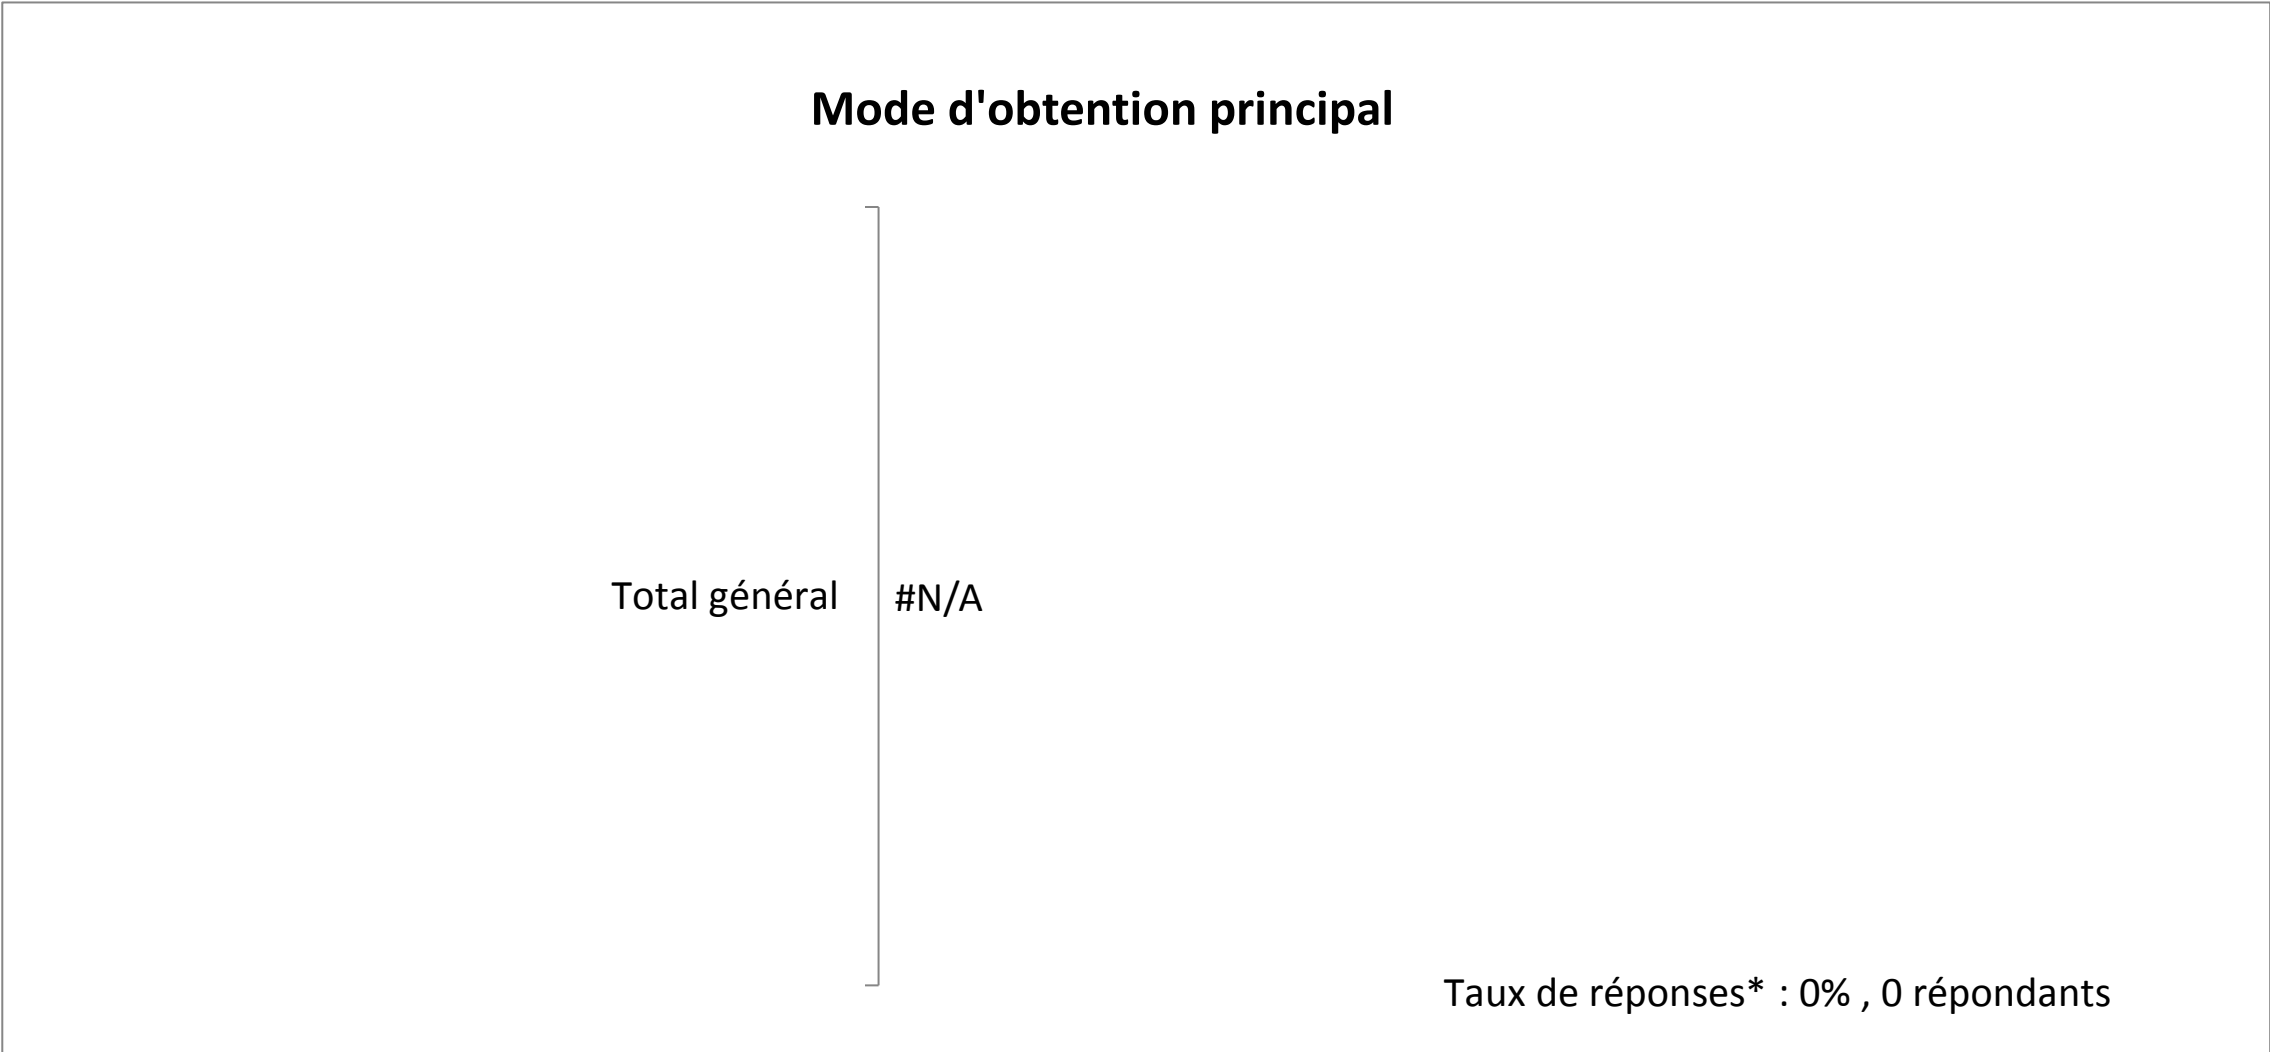 Mode d'obtention principal
Total général
#N/A
Taux de réponses* : 0% , 0 répondants